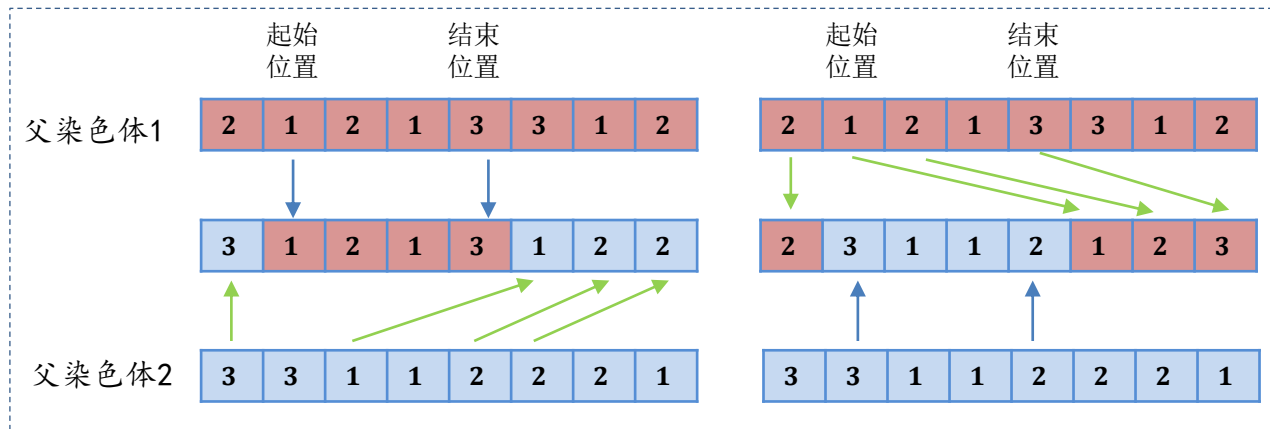 起始 位置 结束 位置 起始 位置 结束 位置
父染色体1 2 1 2 1 3 3 1 2 2 1 2 1 3 3 1 2
3 1 2 1 3 1 2 2 2 3 1 1 2 1 2 3
父染色体2 3 3 1 1 2 2 2 1 3 3 1 1 2 2 2 1